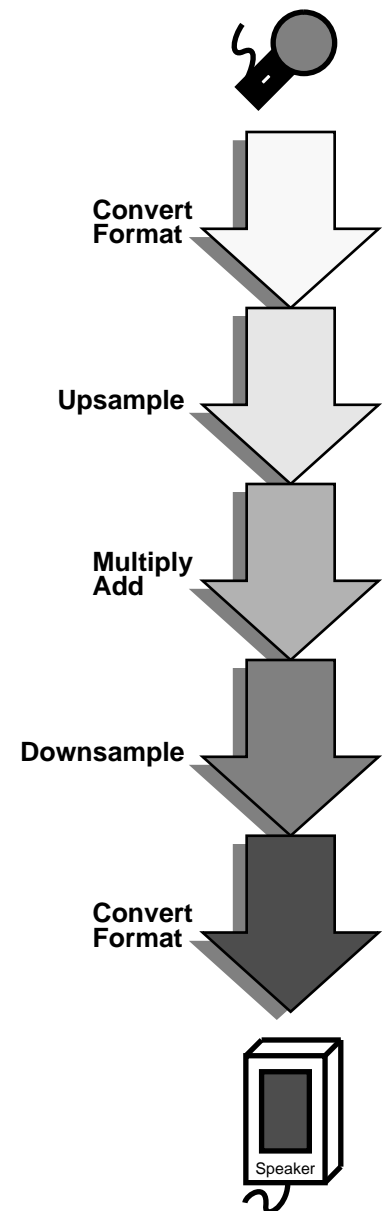 Convert
Format
Upsample
Multiply
Add
Downsample
Convert
Format
Speaker